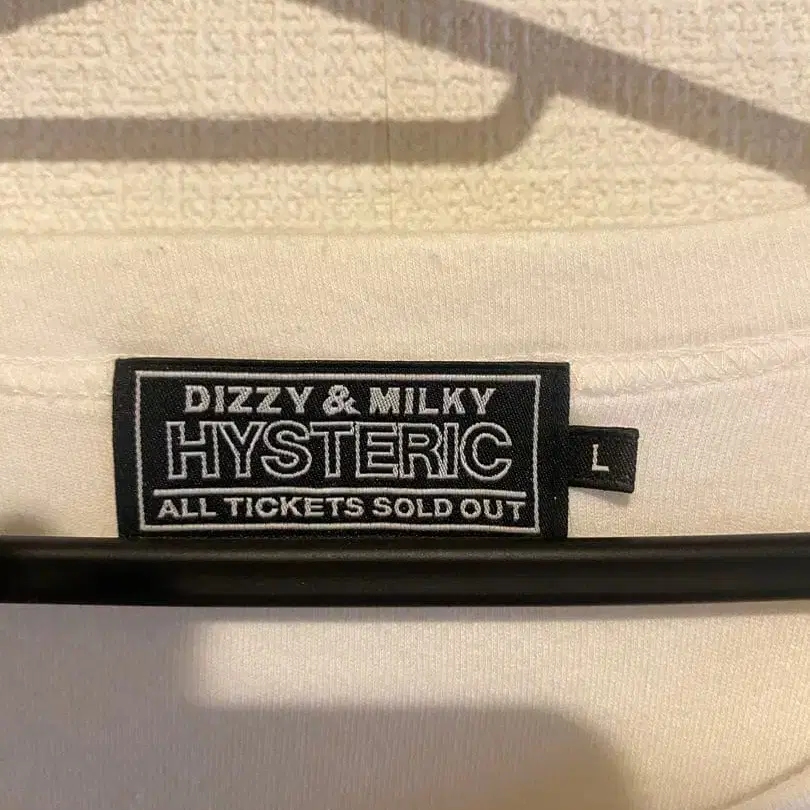 DIZZY & MILKY
HYSTERIC
ALL TICKETS SOLD OUT
L